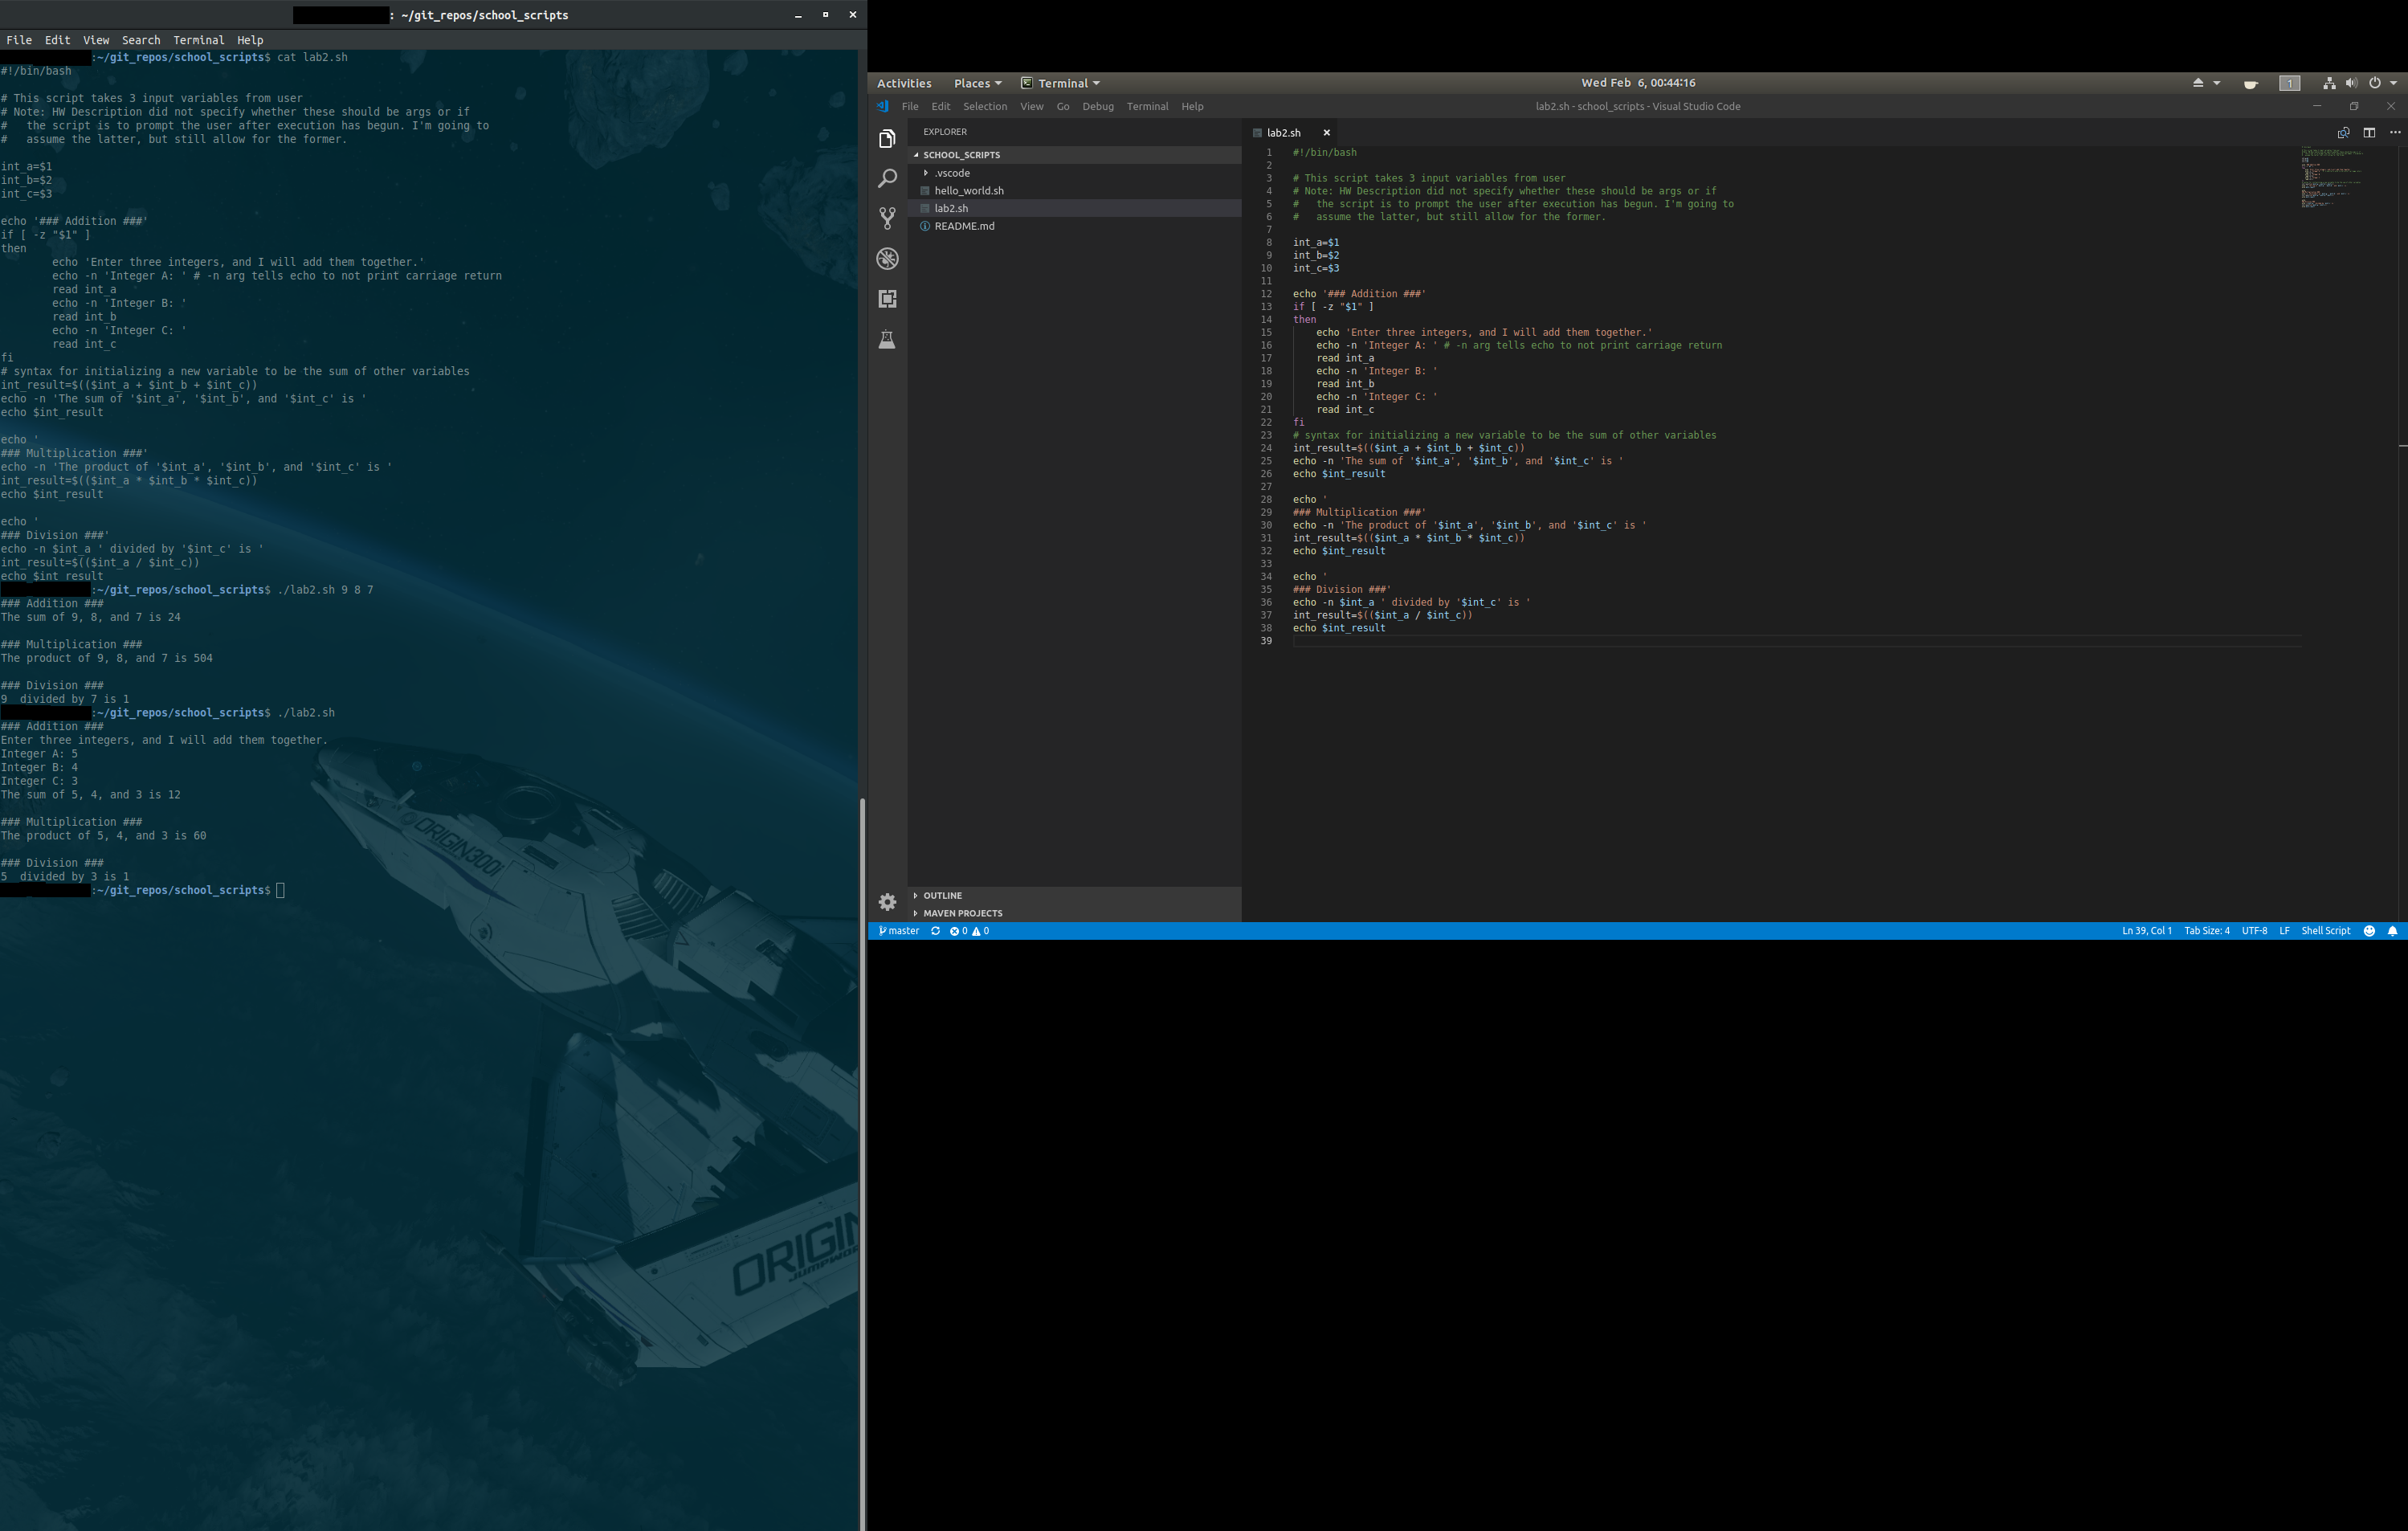 : ~/git_repos/school_scripts
File Edit View Search Terminal Help
:~/git_repos/school_scripts$ cat lab2.sh
#!/bin/bash

# This script takes 3 input variables from user
# Note: HW Description did not specify whether these should be args or if
#   the script is to prompt the user after execution has begun. I'm going to
#   assume the latter, but still allow for the former.

int_a=$1
int_b=$2
int_c=$3

echo '### Addition ###'
if [ -z "$1" ]
then
        echo 'Enter three integers, and I will add them together.'
        echo -n 'Integer A: ' # -n arg tells echo to not print carriage return
        read int_a
        echo -n 'Integer B: '
        read int_b
        echo -n 'Integer C: '
        read int_c
fi
# syntax for initializing a new variable to be the sum of other variables
int_result=$(($int_a + $int_b + $int_c))
echo -n 'The sum of '$int_a', '$int_b', and '$int_c' is '
echo $int_result

echo '
### Multiplication ###'
echo -n 'The product of '$int_a', '$int_b', and '$int_c' is '
int_result=$(($int_a * $int_b * $int_c))
echo $int_result

echo '
### Division ###'
echo -n $int_a ' divided by '$int_c' is '
int_result=$(($int_a / $int_c))
echo $int_result
:~/git_repos/school_scripts$ ./lab2.sh 9 8 7
### Addition ###
The sum of 9, 8, and 7 is 24

### Multiplication ###
The product of 9, 8, and 7 is 504

### Division ###
9  divided by 7 is 1
:~/git_repos/school_scripts$ ./lab2.sh
### Addition ###
Enter three integers, and I will add them together.
Integer A: 5
Integer B: 4
Integer C: 3
The sum of 5, 4, and 3 is 12

### Multiplication ###
The product of 5, 4, and 3 is 60

### Division ###
5  divided by 3 is 1
:~/git_repos/school_scripts$
ORIGIN300I
ORIGIN
JUMPWOR
Activities Places Terminal Wed Feb 6, 00:44:16 1
File Edit Selection View Go Debug Terminal Help lab2.sh - school_scripts - Visual Studio Code
EXPLORER
SCHOOL_SCRIPTS
.vscode
hello_world.sh
lab2.sh
README.md
OUTLINE
MAVEN PROJECTS
lab2.sh
1 #!/bin/bash
2
3 # This script takes 3 input variables from user
4 # Note: HW Description did not specify whether these should be args or if
5 #   the script is to prompt the user after execution has begun. I'm going to
6 #   assume the latter, but still allow for the former.
7
8 int_a=$1
9 int_b=$2
10 int_c=$3
11
12 echo '### Addition ###'
13 if [ -z "$1" ]
14 then
15     echo 'Enter three integers, and I will add them together.'
16     echo -n 'Integer A: ' # -n arg tells echo to not print carriage return
17     read int_a
18     echo -n 'Integer B: '
19     read int_b
20     echo -n 'Integer C: '
21     read int_c
22 fi
23 # syntax for initializing a new variable to be the sum of other variables
24 int_result=$(($int_a + $int_b + $int_c))
25 echo -n 'The sum of '$int_a', '$int_b', and '$int_c' is '
26 echo $int_result
27
28 echo '
29 ### Multiplication ###'
30 echo -n 'The product of '$int_a', '$int_b', and '$int_c' is '
31 int_result=$(($int_a * $int_b * $int_c))
32 echo $int_result
33
34 echo '
35 ### Division ###'
36 echo -n $int_a ' divided by '$int_c' is '
37 int_result=$(($int_a / $int_c))
38 echo $int_result
39
master 0 0 Ln 39, Col 1 Tab Size: 4 UTF-8 LF Shell Script